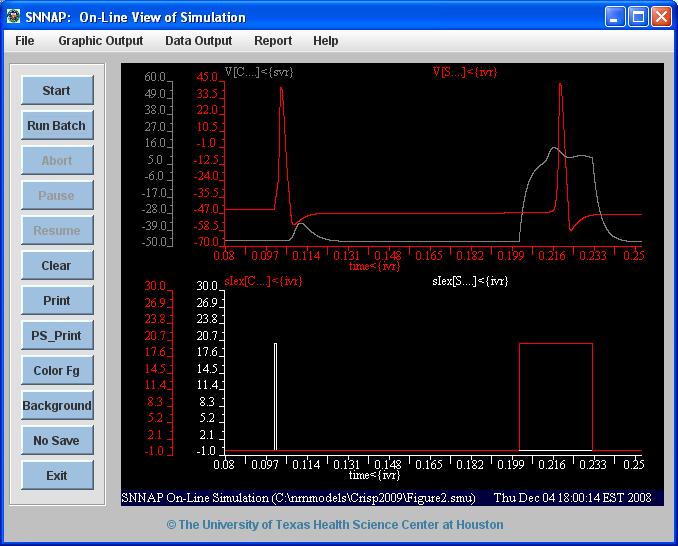 SNNAP: On-Line View of Simulation
File Graphic Output Data Output Report Help
Start
Run Batch
Abort
Pause
Resume
Clear
Print
PS_Print
Color Fg
Background
No Save
Exit
V[C....]<{svr} V[S....]<{ivr}
60.0 45.0
49.0 33.5
38.0 22.0
27.0 10.5
16.0 -1.0
5.0 -12.5
-6.0 -24.0
-17.0 -35.5
-28.0 -47.0
-39.0 -58.5
-50.0 -70.0
0.08 0.097 0.114 0.131 0.148 0.165 0.182 0.199 0.216 0.233 0.25
time<{ivr}
sIex[C....]<{ivr} sIex[S....]<{ivr}
30.0 30.0
26.9 26.9
23.8 23.8
20.7 20.7
17.6 17.6
14.5 14.5
11.4 11.4
8.3 8.3
5.2 5.2
2.1 2.1
-1.0 -1.0
0.08 0.097 0.114 0.131 0.148 0.165 0.182 0.199 0.216 0.233 0.25
time<{ivr}
SNNAP On-Line Simulation (C:\nrnmodels\Crisp2009\Figure2.smu) Thu Dec 04 18:00:14 EST 2008
© The University of Texas Health Science Center at Houston